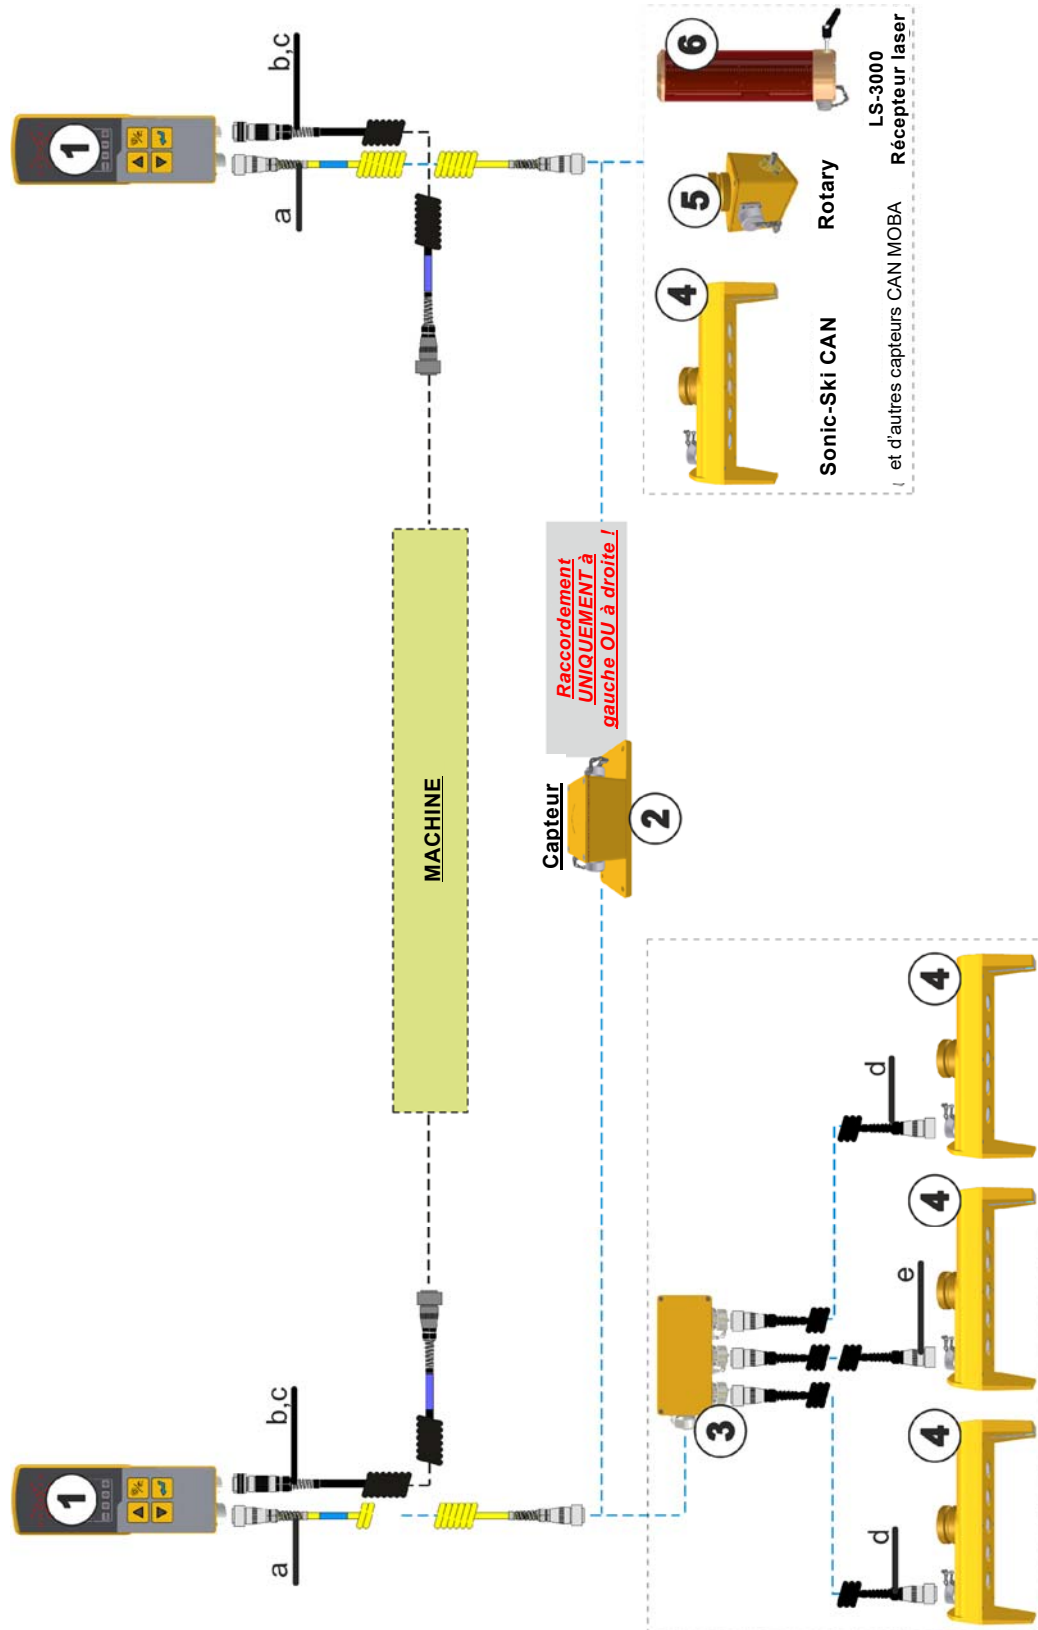 1
1
a
b,c
a
b,c
MACHINE
Capteur
Raccordement
UNIQUEMENT à
gauche OU à droite !
2
3
d
e
d
4
4
4
4
5
6
Sonic-Ski CAN
Rotary
LS-3000
Récepteur laser
et d'autres capteurs CAN MOBA